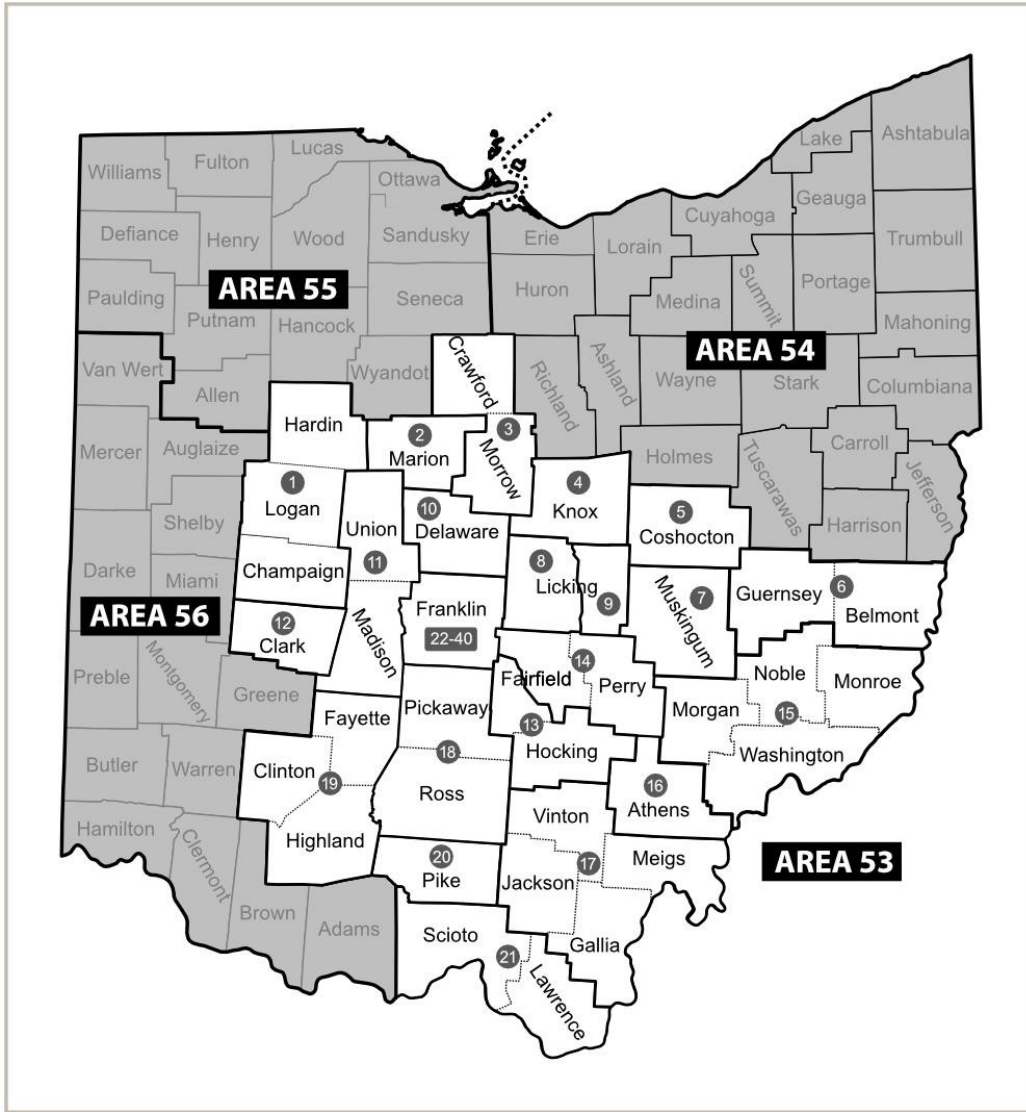 Lake
Ashtabula
Lucas
Fulton
Williams
Ottawa
Geauga
Cuyahoga
Defiance
Henry
Wood
Sandusky
Erie
Lorain
Trumbull
Summit
Portage
AREA 55
Paulding
Seneca
Huron
Medina
Putnam
Hancock
Mahoning
AREA 54
Van Wert
Allen
Wyandot
Crawford
Richland
Ashland
Wayne
Stark
Columbiana
Hardin
2
Marion
3
Morrow
Mercer
Auglaize
Holmes
Tuscarawas
Carroll
Jefferson
1
Logan
4
Knox
5
Coshocton
Shelby
Union
10
Delaware
Harrison
Darke
Miami
Champaign
11
8
Licking
9
Muskingum
7
Guernsey
6
Belmont
AREA 56
12
Clark
Madison
Franklin
22-40
Preble
Montgomery
Greene
Fairfield
14
Perry
Noble
Monroe
Fayette
Pickaway
Morgan
15
13
Hocking
Washington
Butler
Warren
Clinton
18
19
Ross
16
Athens
Hamilton
Clermont
Highland
Vinton
20
Pike
17
Meigs
AREA 53
Jackson
Brown
Adams
Scioto
Gallia
21
Lawrence